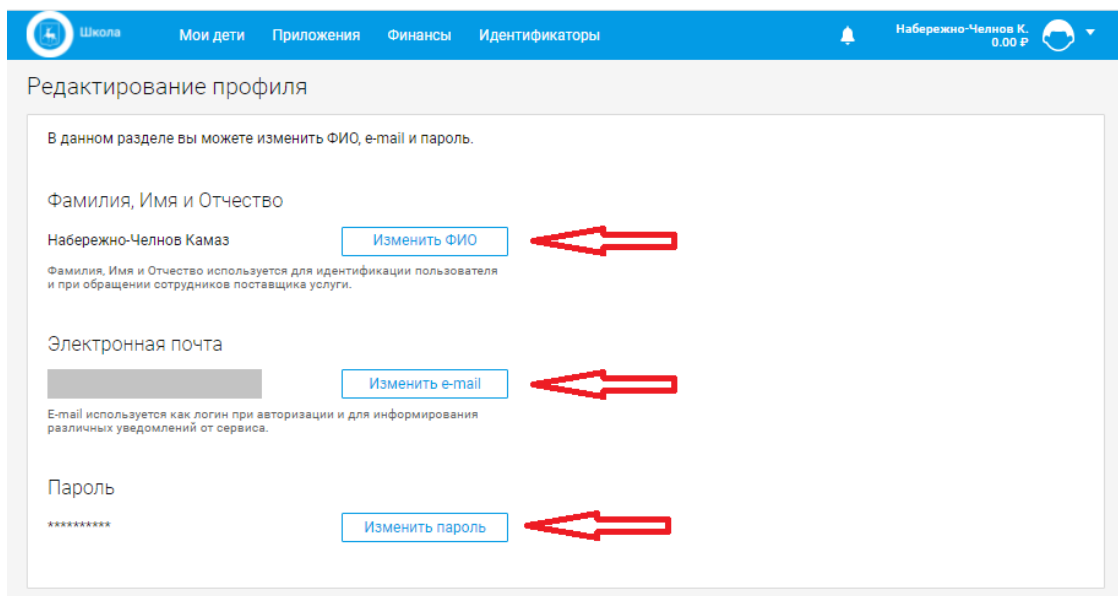 Школа
Мои дети
Приложения
Финансы
Идентификаторы
Набережно-Челнов К.
0.00 ₽
Редактирование профиля
В данном разделе вы можете изменить ФИО, e-mail и пароль.
Фамилия, Имя и Отчество
Набережно-Челнов Камаз
Изменить ФИО
Фамилия, Имя и Отчество используется для идентификации пользователя
и при обращении сотрудников поставщика услуги.
Электронная почта
Изменить e-mail
E-mail используется как логин при авторизации и для информирования
различных уведомлений от сервиса.
Пароль
**********
Изменить пароль